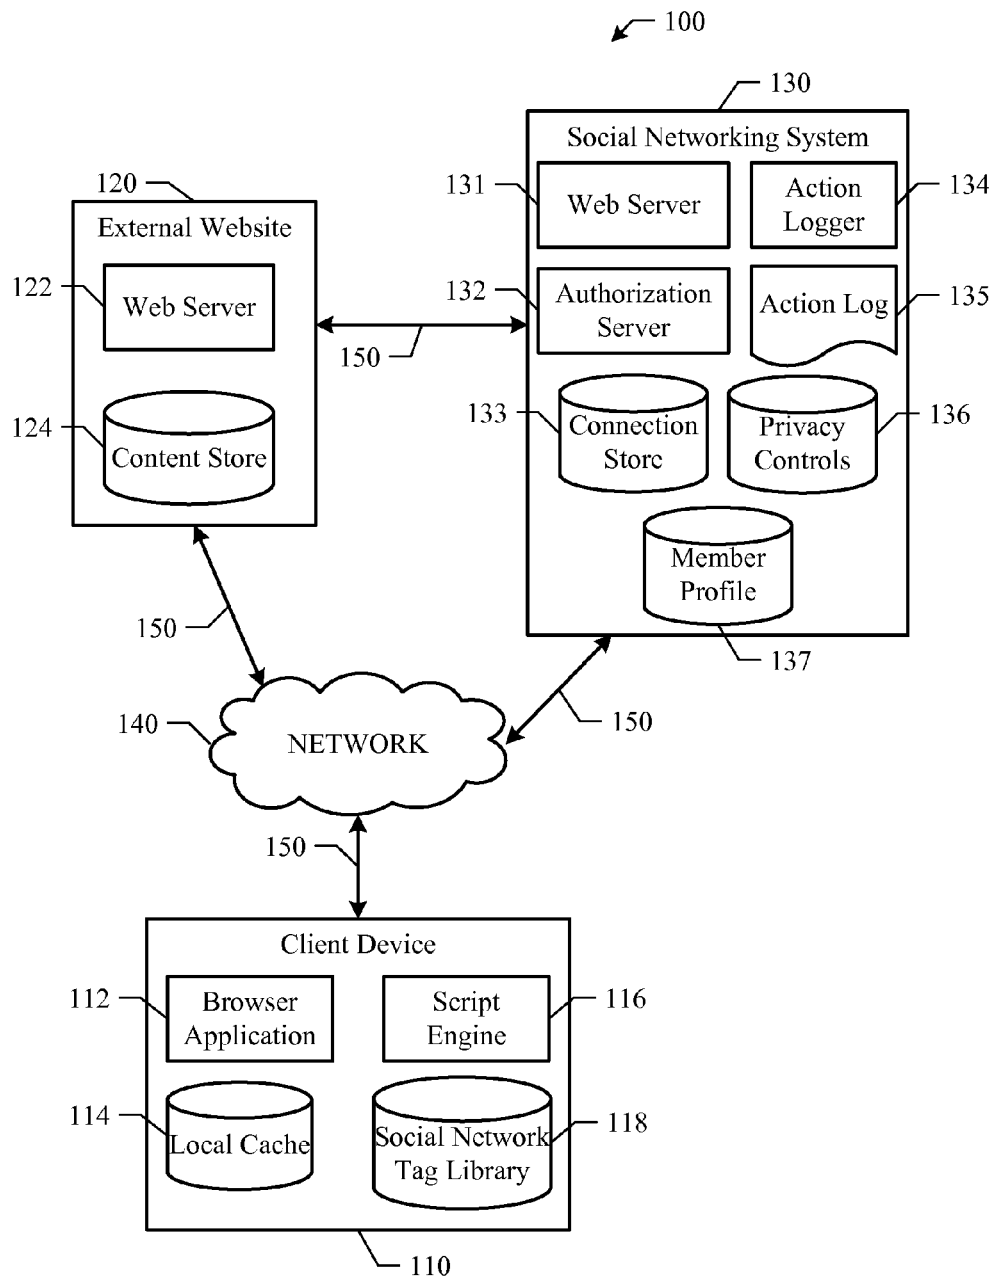 100
130
Social Networking System
131
Web Server
Action
Logger
134
132
Authorization
Server
Action Log
135
133
Connection
Store
Privacy
Controls
136
Member
Profile
137
120
External Website
122
Web Server
124
Content Store
150
150
150
140
NETWORK
150
Client Device
112
Browser
Application
Script
Engine
116
114
Local Cache
Social Network
Tag Library
118
110